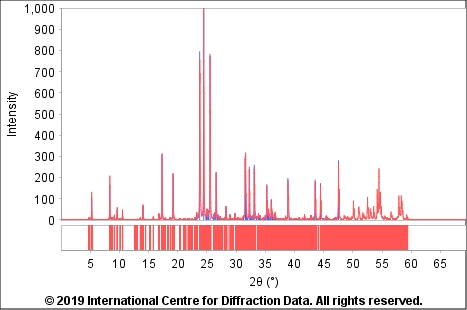 1,000
900
800
700
600
500
400
300
200
100
0
Intensity
5 10 15 20 25 30 35 40 45 50 55 60 65
2θ (°)
© 2019 International Centre for Diffraction Data. All rights reserved.